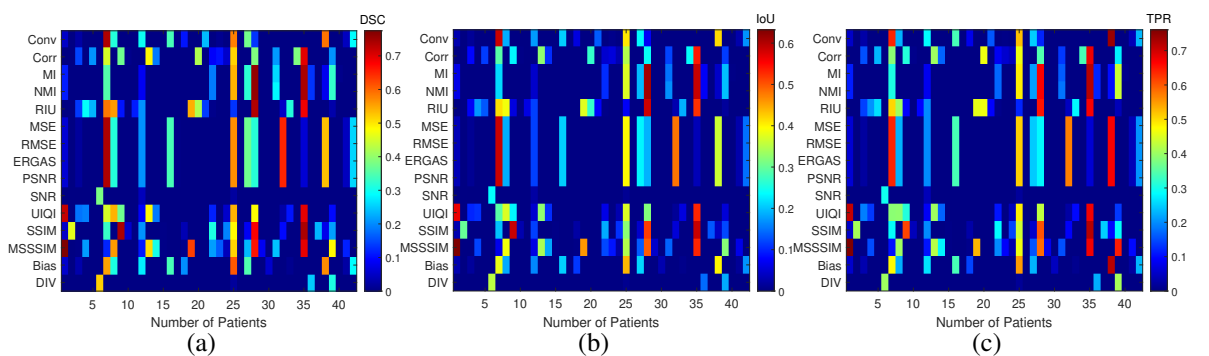 DSC
Conv
Corr
MI
NMI
RIU
MSE
RMSE
ERGAS
PSNR
SNR
UIQI
SSIM
MSSSIM
Bias
DIV
5 10 15 20 25 30 35 40
Number of Patients
0.7
0.6
0.5
0.4
0.3
0.2
0.1
0
(a)
IoU
Conv
Corr
MI
NMI
RIU
MSE
RMSE
ERGAS
PSNR
SNR
UIQI
SSIM
MSSSIM
Bias
DIV
5 10 15 20 25 30 35 40
Number of Patients
0.6
0.5
0.4
0.3
0.2
0.1
0
(b)
TPR
Conv
Corr
MI
NMI
RIU
MSE
RMSE
ERGAS
PSNR
SNR
UIQI
SSIM
MSSSIM
Bias
DIV
5 10 15 20 25 30 35 40
Number of Patients
0.7
0.6
0.5
0.4
0.3
0.2
0.1
0
(c)